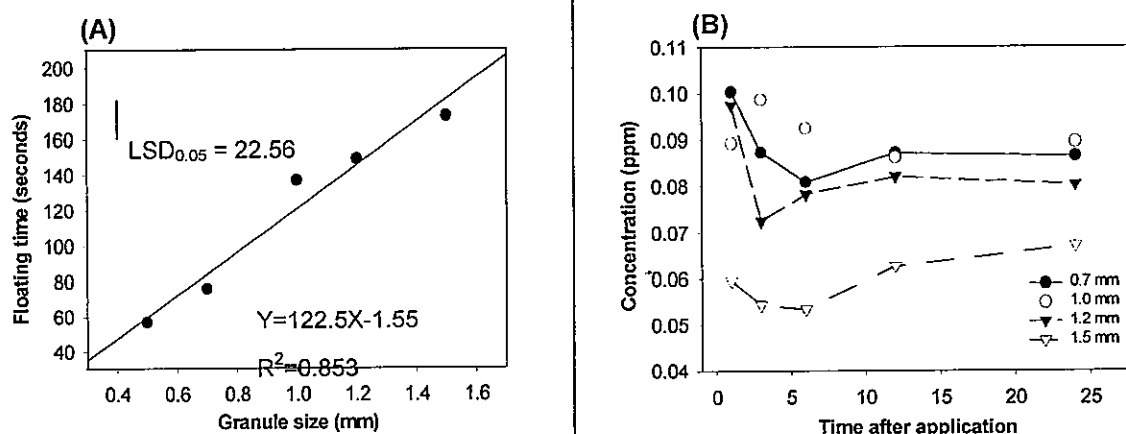 (A)
Floating time (seconds)
200
180
160
140
120
100
80
60
40
LSD0.05 = 22.56
Y=122.5X-1.55
R2=0.853
0.4 0.6 0.8 1.0 1.2 1.4 1.6
Granule size (mm)
(B)
Concentration (ppm)
0.11
0.10
0.09
0.08
0.07
0.06
0.05
0.04
0.7 mm
1.0 mm
1.2 mm
1.5 mm
0 5 10 15 20 25
Time after application